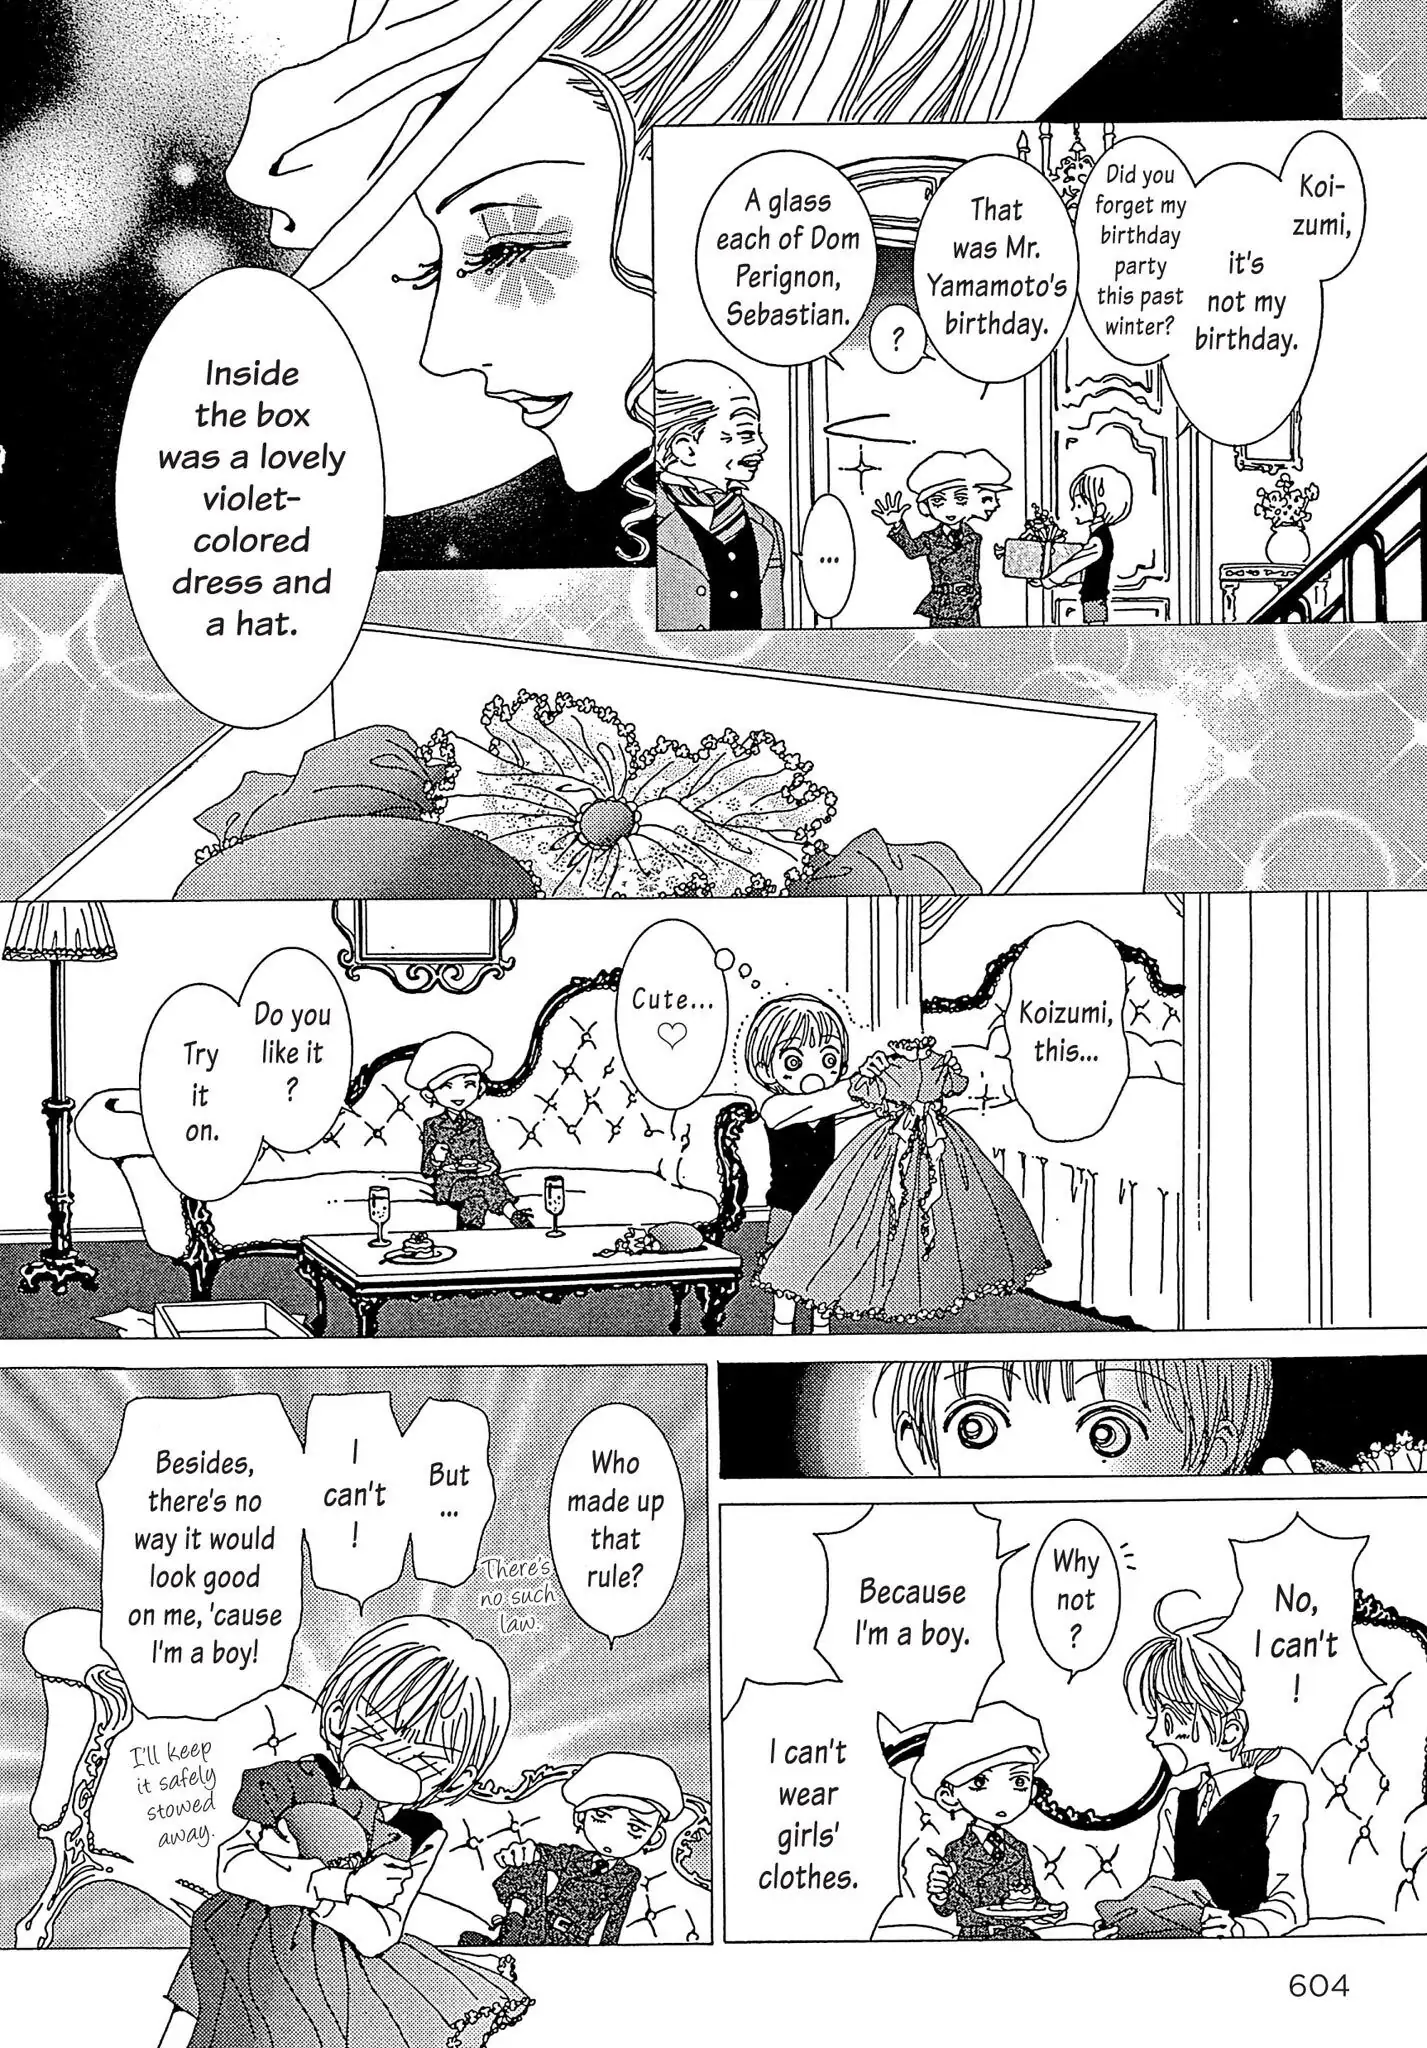 Koi-
zumi,
it's
not my
birthday.
Did you
forget my
birthday
party
this past
winter?
That
was Mr.
Yamamoto's
birthday.
?
A glass
each of Dom
Perignon,
Sebastian.
...
Inside
the box
was a lovely
violet-
colored
dress and
a hat.
Koizumi,
this...
Cute...
♡
Do you
like it
?
Try
it
on.
No,
I can't
!
Why
not
?
Because
I'm a boy.
I can't
wear
girls'
clothes.
Who
made up
that
rule?
There's
no such
law.
But
...
I
can't
!
Besides,
there's no
way it would
look good
on me, 'cause
I'm a boy!
I'll keep
it safely
stowed
away.
604